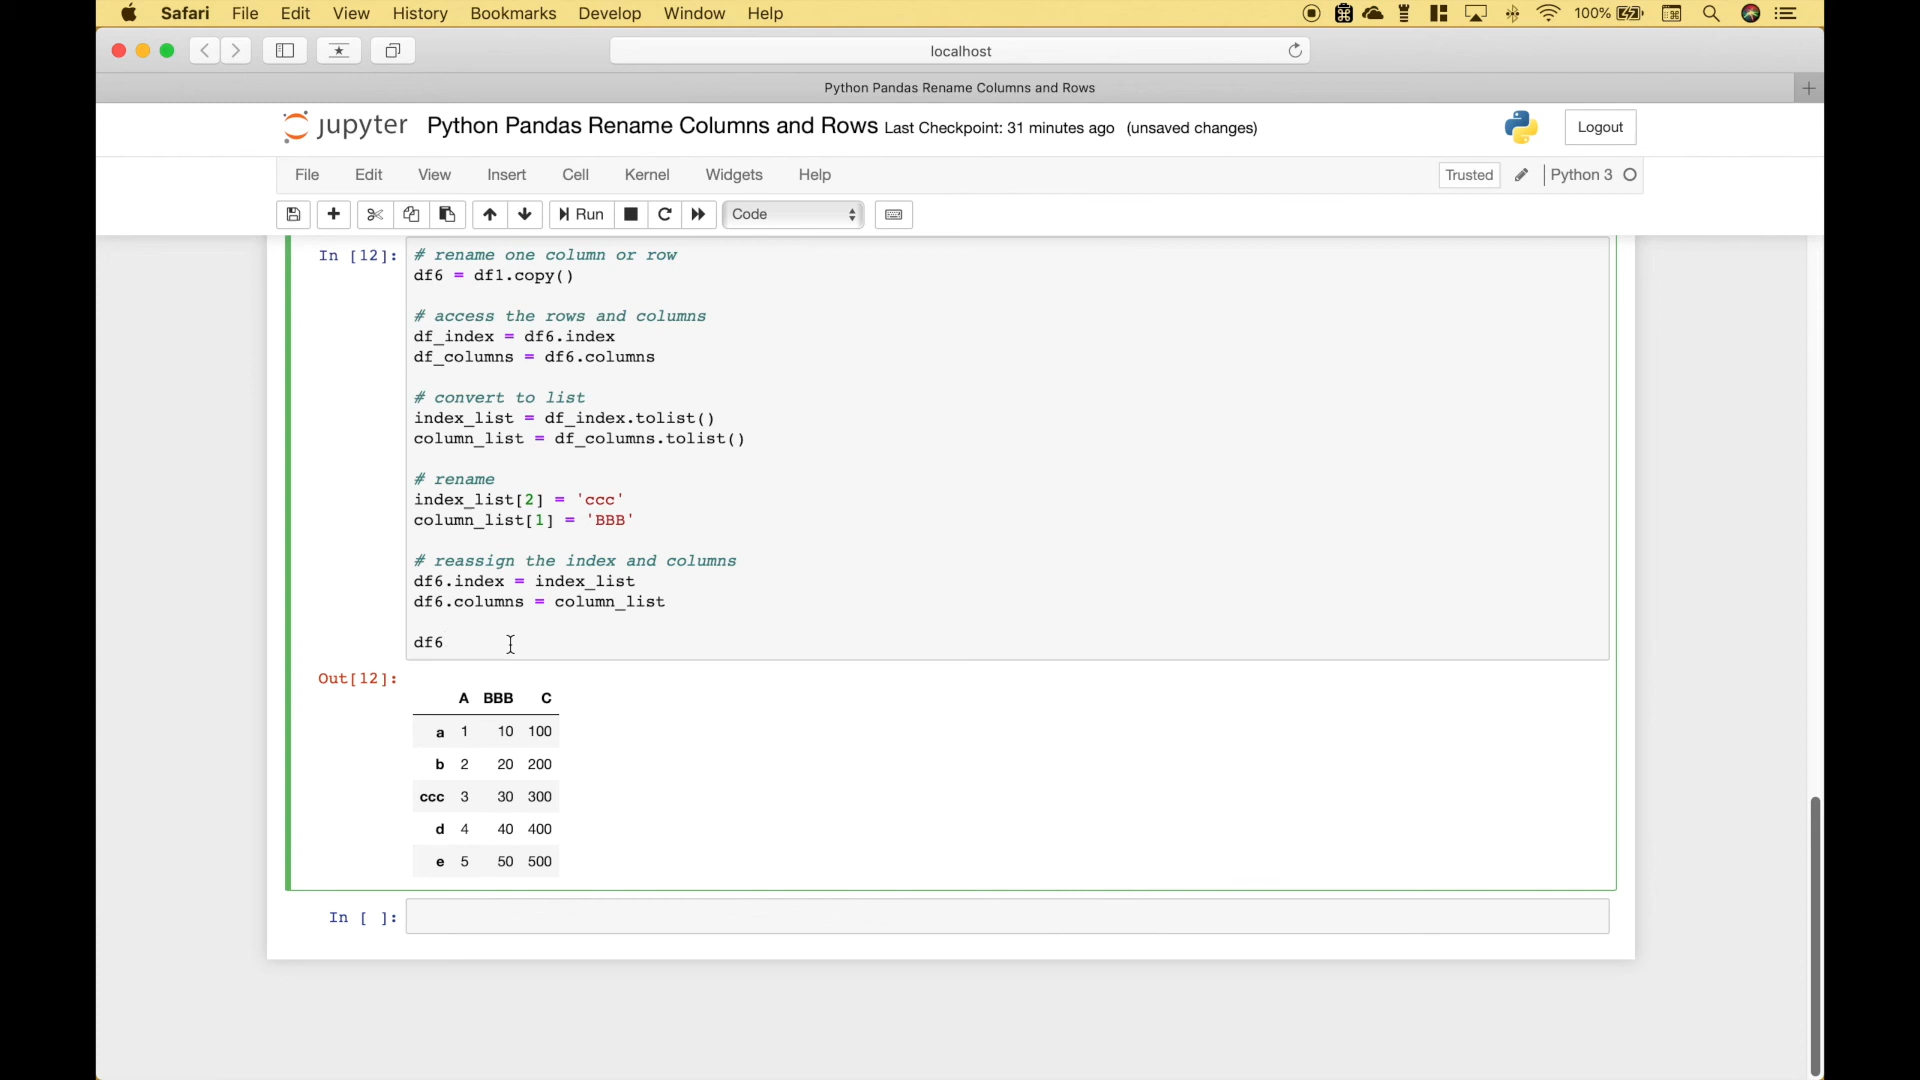 Safari File Edit View History Bookmarks Develop Window Help 100%
localhost
Python Pandas Rename Columns and Rows
jupyter Python Pandas Rename Columns and Rows Last Checkpoint: 31 minutes ago (unsaved changes) Logout
File Edit View Insert Cell Kernel Widgets Help Trusted Python 3
Run Code
In [12]: # rename one column or row
df6 = df1.copy()
# access the rows and columns
df_index = df6.index
df_columns = df6.columns
# convert to list
index_list = df_index.tolist()
column_list = df_columns.tolist()
# rename
index_list[2] = 'ccc'
column_list[1] = 'BBB'
# reassign the index and columns
df6.index = index_list
df6.columns = column_list
df6
Out[12]:
A BBB C
a 1 10 100
b 2 20 200
ccc 3 30 300
d 4 40 400
e 5 50 500
In [ ]: